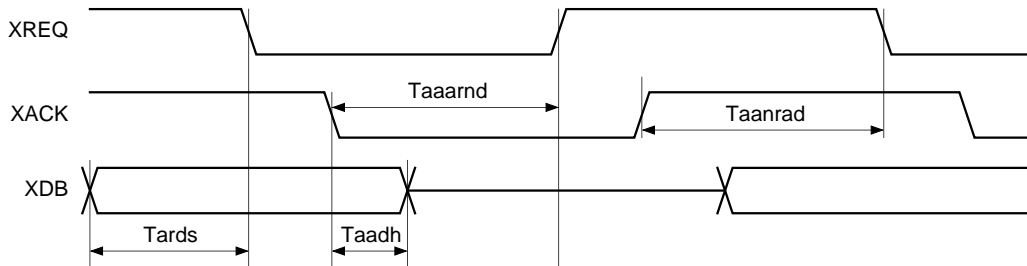 XREQ
Taaarnd
XACK
Taanrad
XDB
Tards
Taadh